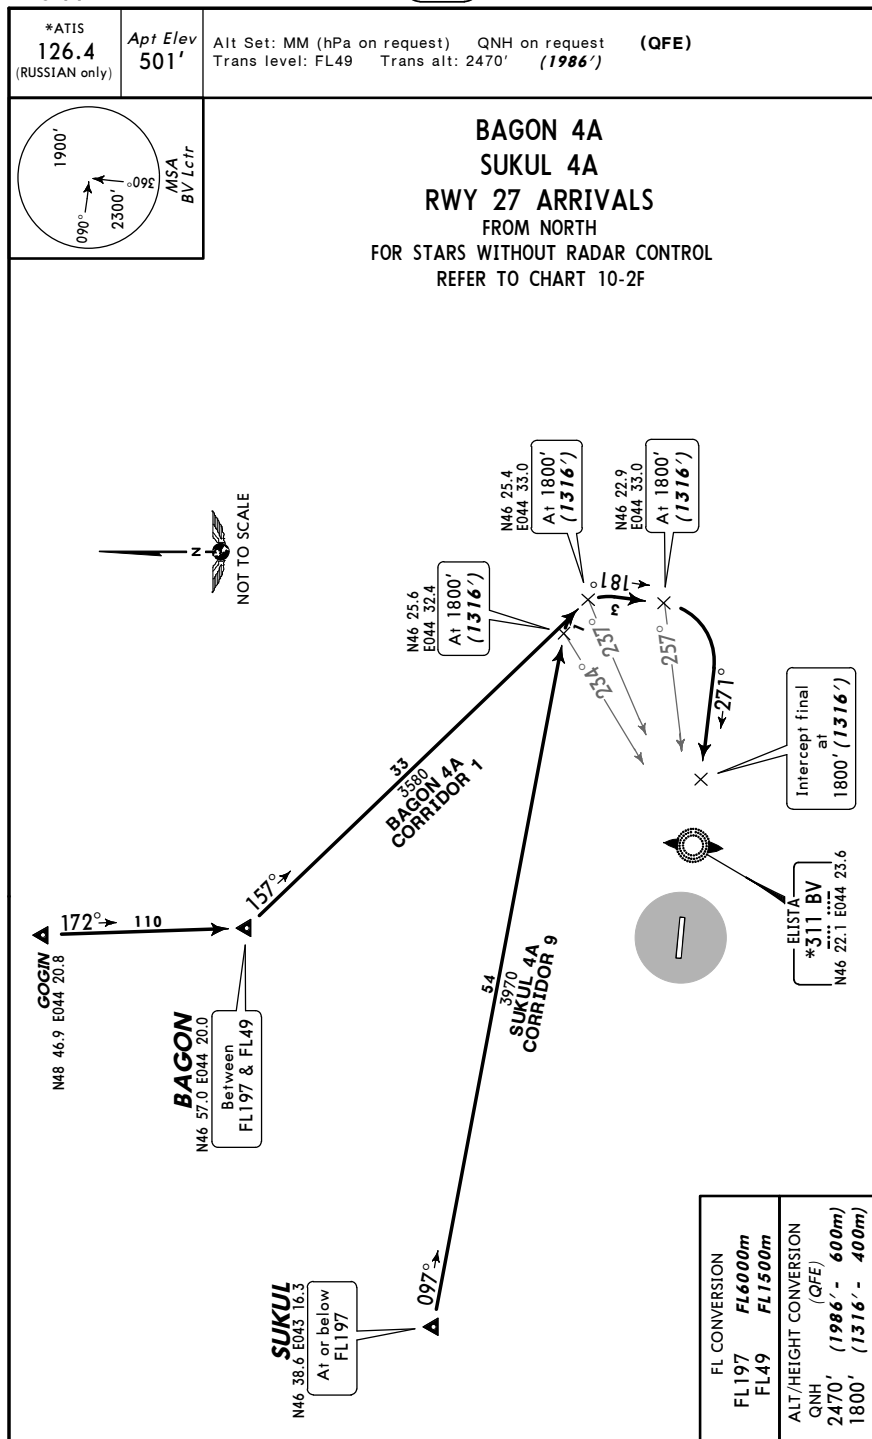 *ATIS
126.4
(RUSSIAN only)
Apt Elev
501'
Alt Set: MM (hPa on request) QNH on request (QFE)
Trans level: FL49 Trans alt: 2470' (1986')
1900'
2300'
090°
360°
MSA
BV Lctr
BAGON 4A
SUKUL 4A
RWY 27 ARRIVALS
FROM NORTH
FOR STARS WITHOUT RADAR CONTROL
REFER TO CHART 10-2F
N
NOT TO SCALE
N46 25.4
E044 33.0
At 1800'
(1316')
N46 22.9
E044 33.0
At 1800'
(1316')
N46 25.6
E044 32.4
At 1800'
(1316')
181°
3
1
237°
234°
257°
271°
Intercept final
at
1800' (1316')
33
3580
BAGON 4A
CORRIDOR 1
157°
172°
110
GOGIN
N48 46.9 E044 20.8
BAGON
N46 57.0 E044 20.0
Between
FL197 & FL49
ELISTA
*311 BV
N46 22.1 E044 23.6
54
3970
SUKUL 4A
CORRIDOR 9
097°
SUKUL
N46 38.6 E043 16.3
At or below
FL197
FL CONVERSION
FL197 FL6000m
FL49 FL1500m
ALT/HEIGHT CONVERSION
QNH (QFE)
2470' (1986' - 600m)
1800' (1316' - 400m)